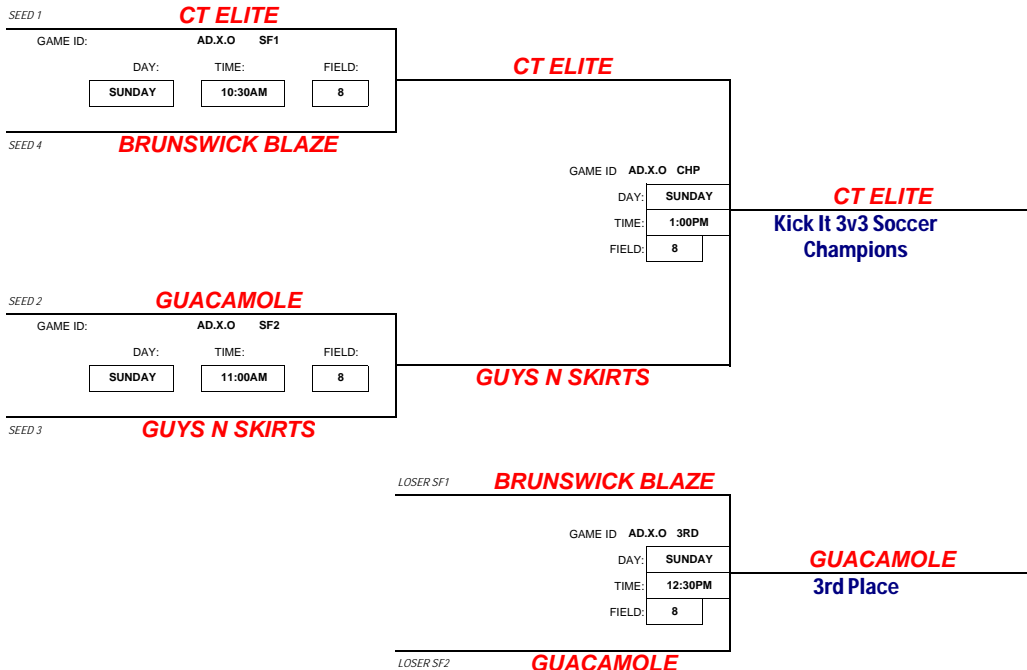 SEED 1 CT ELITE
GAME ID: AD.X.O SF1
DAY: TIME: FIELD:
SUNDAY 10:30AM 8
CT ELITE
SEED 4 BRUNSWICK BLAZE
GAME ID AD.X.O CHP
DAY: SUNDAY
TIME: 1:00PM
FIELD: 8
CT ELITE
Kick It 3v3 Soccer
Champions
SEED 2 GUACAMOLE
GAME ID: AD.X.O SF2
DAY: TIME: FIELD:
SUNDAY 11:00AM 8
GUYS N SKIRTS
SEED 3 GUYS N SKIRTS
LOSER SF1 BRUNSWICK BLAZE
GAME ID AD.X.O 3RD
DAY: SUNDAY
TIME: 12:30PM
FIELD: 8
GUACAMOLE
3rd Place
LOSER SF2 GUACAMOLE